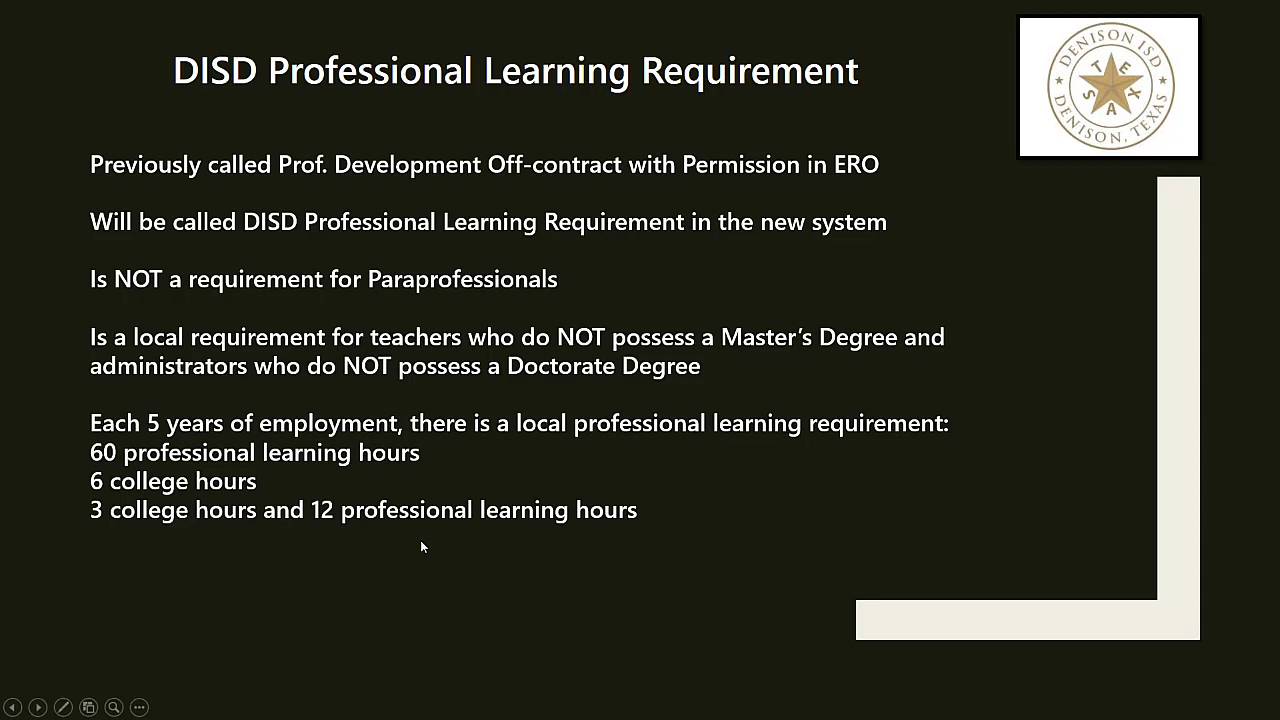 DISD Professional Learning Requirement
DENISON ISD
TEXAS
DENISON, TEXAS
Previously called Prof. Development Off-contract with Permission in ERO
Will be called DISD Professional Learning Requirement in the new system
Is NOT a requirement for Paraprofessionals
Is a local requirement for teachers who do NOT possess a Master’s Degree and
administrators who do NOT possess a Doctorate Degree
Each 5 years of employment, there is a local professional learning requirement:
60 professional learning hours
6 college hours
3 college hours and 12 professional learning hours